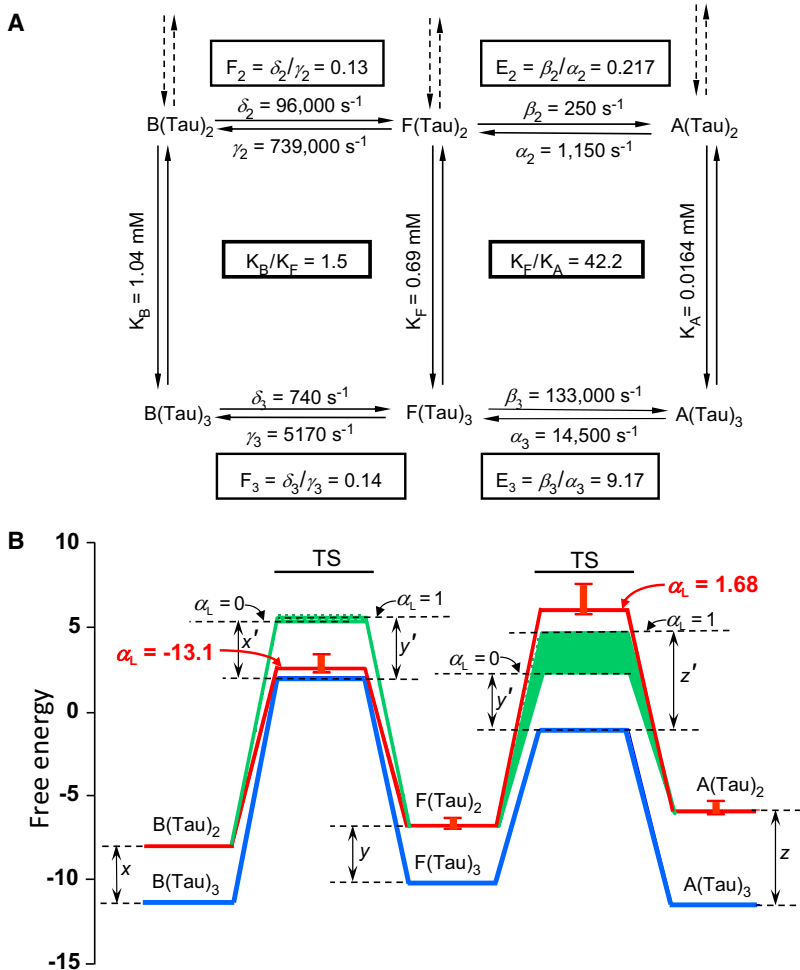 A
F2 = δ2/γ2 = 0.13
E2 = β2/α2 = 0.217
δ2 = 96,000 s-1
β2 = 250 s-1
B(Tau)2
F(Tau)2
A(Tau)2
γ2 = 739,000 s-1
α2 = 1,150 s-1
KB = 1.04 mM
KB/KF = 1.5
KF = 0.69 mM
KF/KA = 42.2
KA = 0.0164 mM
δ3 = 740 s-1
β3 = 133,000 s-1
B(Tau)3
F(Tau)3
A(Tau)3
γ3 = 5170 s-1
α3 = 14,500 s-1
F3 = δ3/γ3 = 0.14
E3 = β3/α3 = 9.17
B
10
5
0
-5
-10
-15
Free energy
TS
TS
αL = 0
αL = 1
αL = 1.68
αL = 1
x'
y'
αL = -13.1
αL = 0
z'
y'
B(Tau)2
F(Tau)2
A(Tau)2
x
y
z
B(Tau)3
F(Tau)3
A(Tau)3